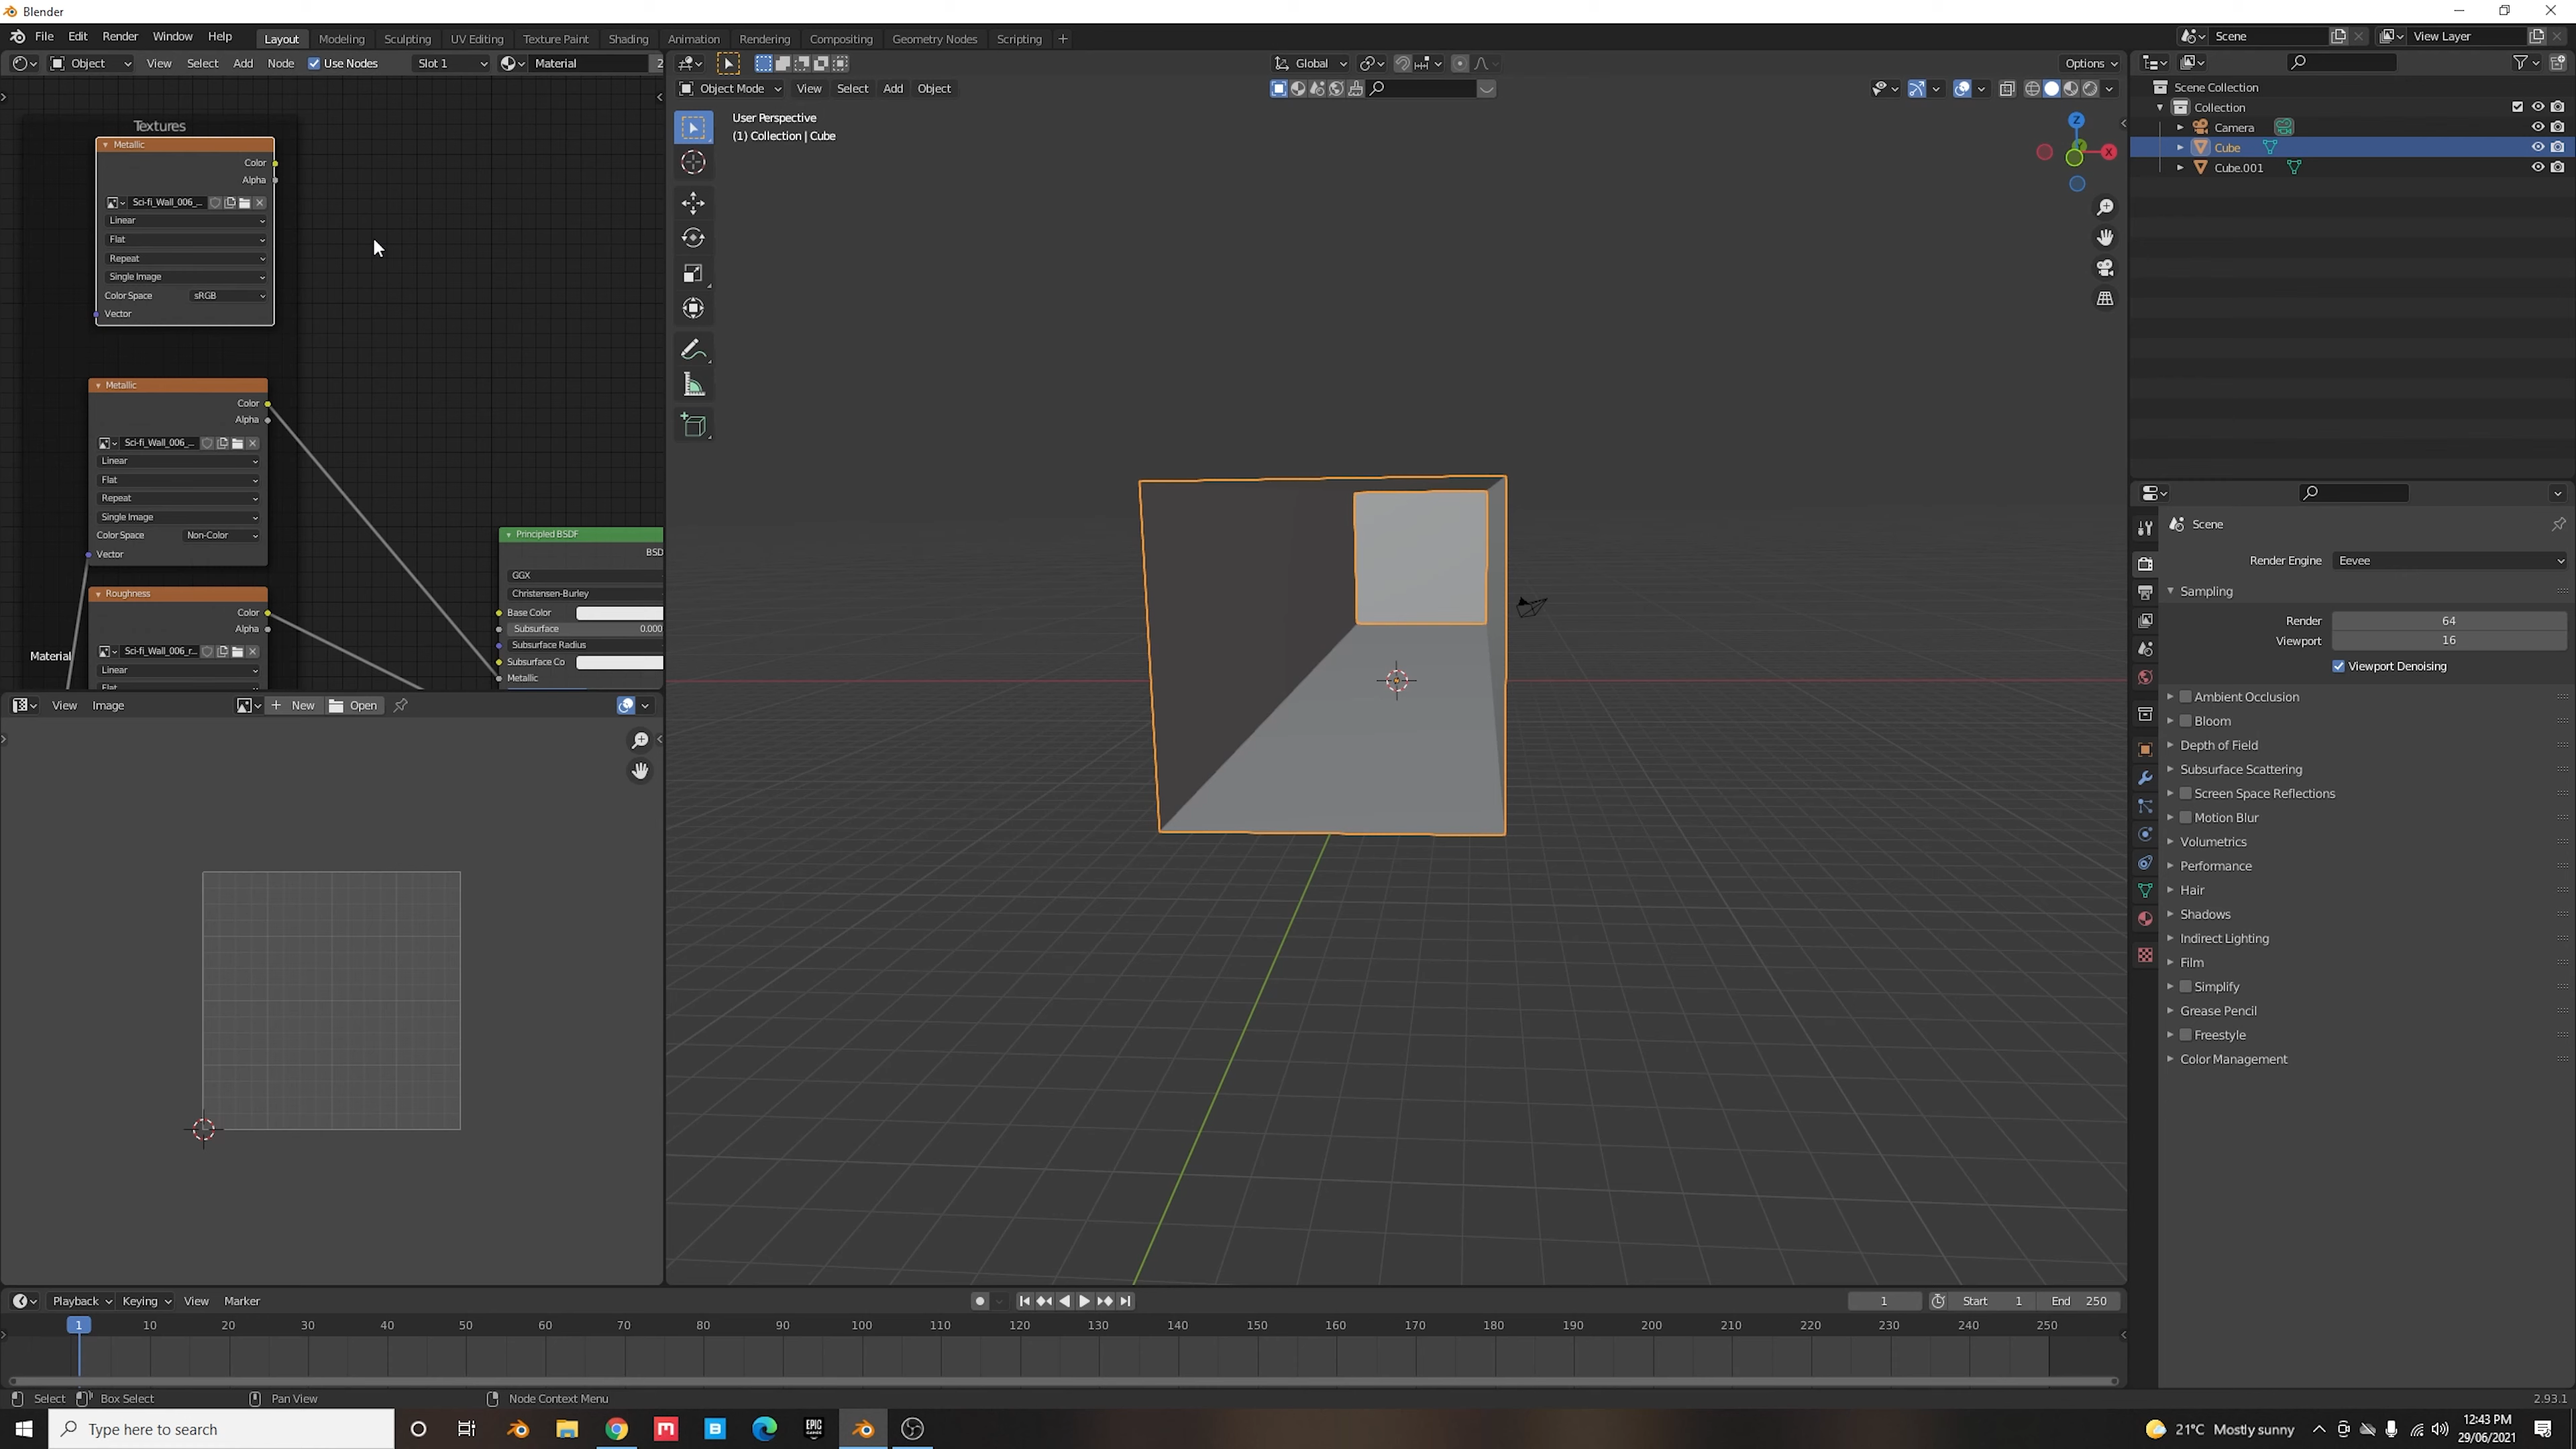 Blender
File Edit Render Window Help Layout Modeling Sculpting UV Editing Texture Paint Shading Animation Rendering Compositing Geometry Nodes Scripting +
Scene View Layer
Object View Select Add Node Use Nodes Slot 1 Material 2
Global Options
Object Mode View Select Add Object
User Perspective
(1) Collection | Cube
Z
X
Textures
Metallic
Color
Alpha
Sci-fi_Wall_006_...
Linear
Flat
Repeat
Single Image
Color Space sRGB
Vector
Metallic
Color
Alpha
Sci-fi_Wall_006_...
Linear
Flat
Repeat
Single Image
Color Space Non-Color
Vector
Roughness
Color
Alpha
Sci-fi_Wall_006_r...
Linear
Flat
Material
Principled BSDF
BSD
GGX
Christensen-Burley
Base Color
Subsurface 0.000
Subsurface Radius
Subsurface Co
Metallic
View Image New Open
Scene Collection
Collection
Camera
Cube
Cube.001
Scene
Render Engine Eevee
Sampling
Render 64
Viewport 16
Viewport Denoising
Ambient Occlusion
Bloom
Depth of Field
Subsurface Scattering
Screen Space Reflections
Motion Blur
Volumetrics
Performance
Hair
Shadows
Indirect Lighting
Film
Simplify
Grease Pencil
Freestyle
Color Management
Playback Keying View Marker 1 Start 1 End 250
1 10 20 30 40 50 60 70 80 90 100 110 120 130 140 150 160 170 180 190 200 210 220 230 240 250
Select Box Select Pan View Node Context Menu 2.93.1
Type here to search EPIC GAMES 21°C Mostly sunny 12:43 PM
29/06/2021